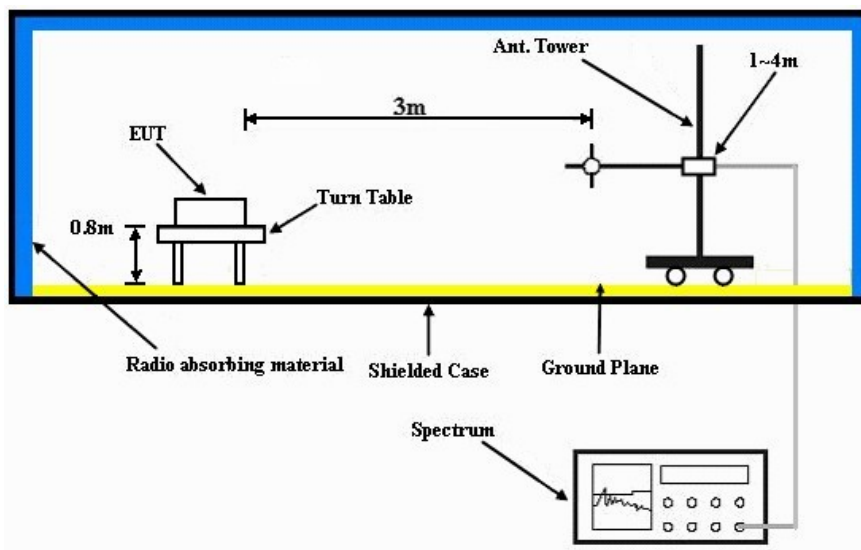 Ant. Tower
1~4m
3m
EUT
Turn Table
0.8m
Radio absorbing material
Shielded Case
Ground Plane
Spectrum